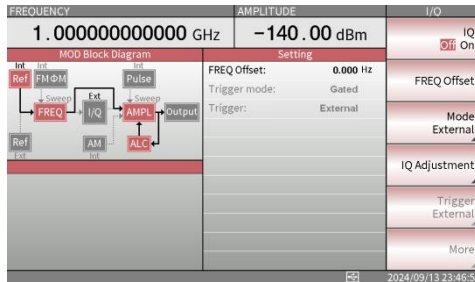 FREQUENCY AMPLITUDE I/Q
1.000000000000 GHz -140.00 dBm
IQ
Off On
MOD Block Diagram Setting
Int Int Int
Ref FMΦM Pulse
FREQ Offset: 0.000 Hz
FREQ Offset
Sweep Ext Sweep
Trigger mode: Gated
FREQ I/Q AMPL Output
Trigger: External
Mode
External
Ref AM ALC
Ext Int
IQ Adjustment
Trigger
External
More
2024/09/13 23:46:5